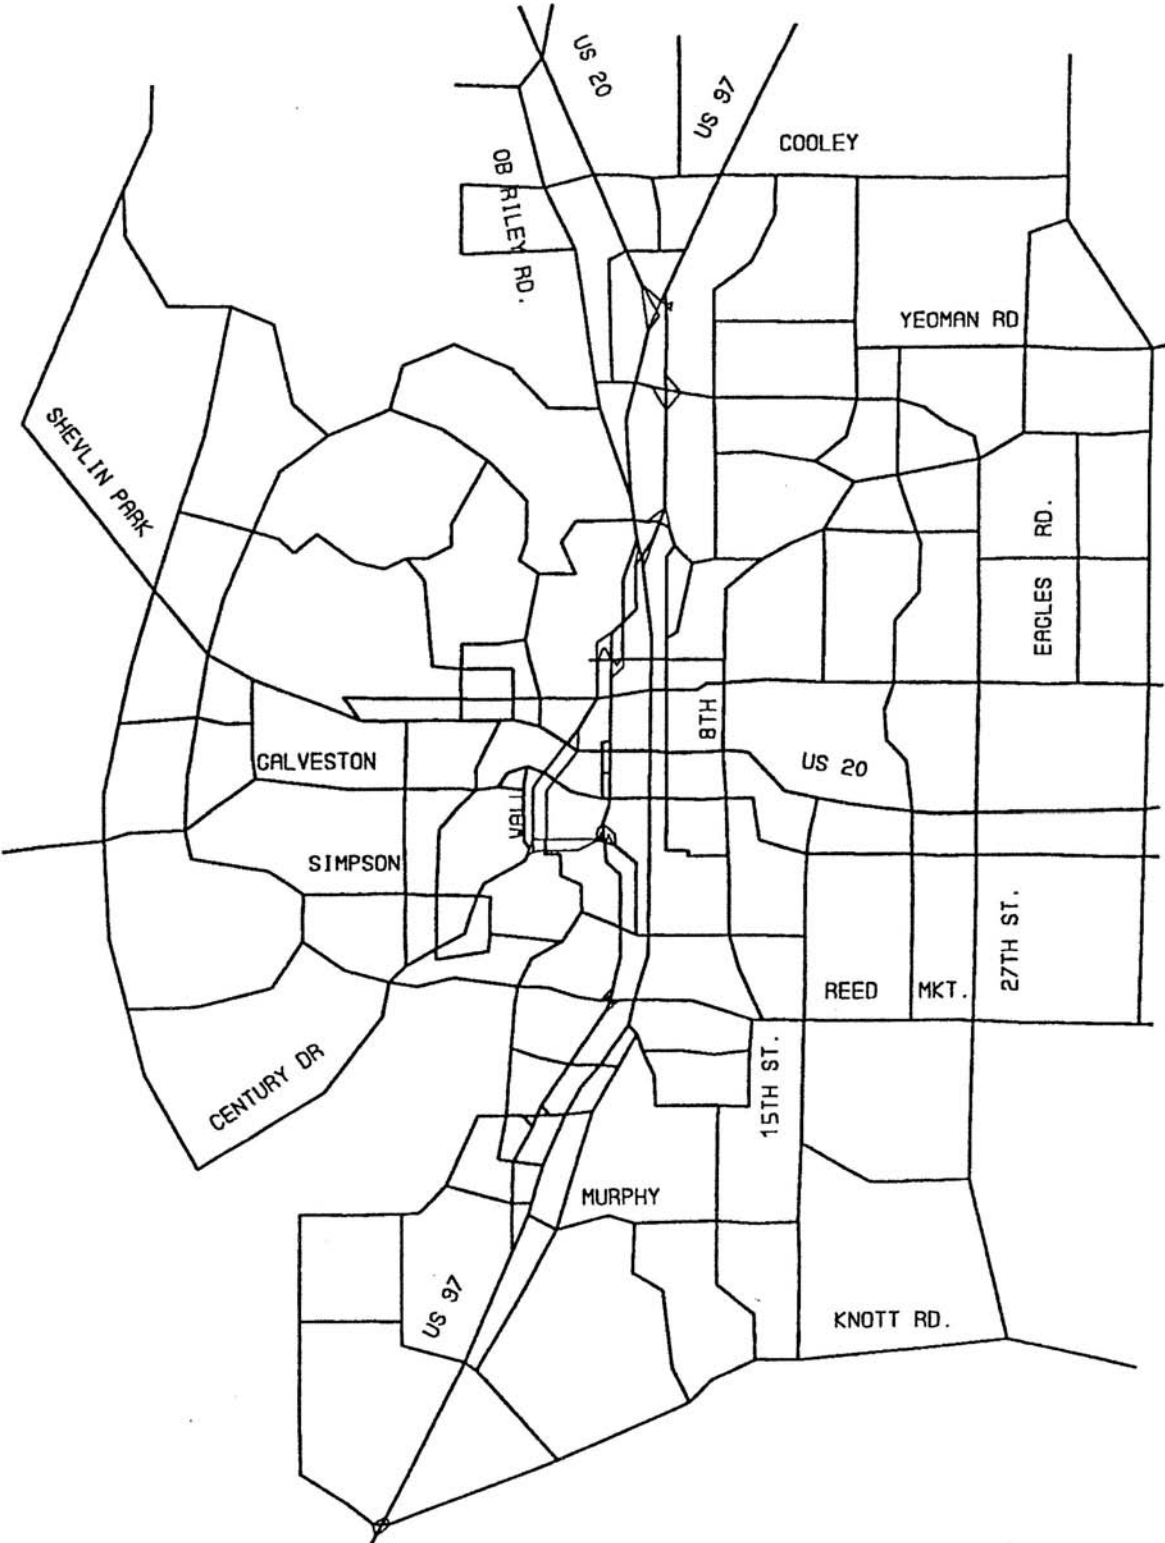 US 20
US 97
COOLEY
OB RILEY RD.
YEOMAN RD
SHEVLIN PARK
EAGLES RD.
8TH
GALVESTON
US 20
WALL
SIMPSON
27TH ST.
REED MKT.
CENTURY DR
15TH ST.
MURPHY
US 97
KNOTT RD.